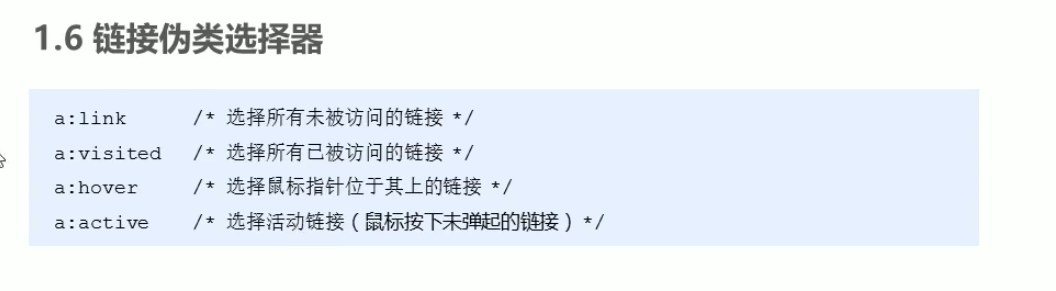 1.6 链接伪类选择器
a:link /* 选择所有未被访问的链接 */
a:visited /* 选择所有已被访问的链接 */
a:hover /* 选择鼠标指针位于其上的链接 */
a:active /* 选择活动链接（鼠标按下未弹起的链接）*/